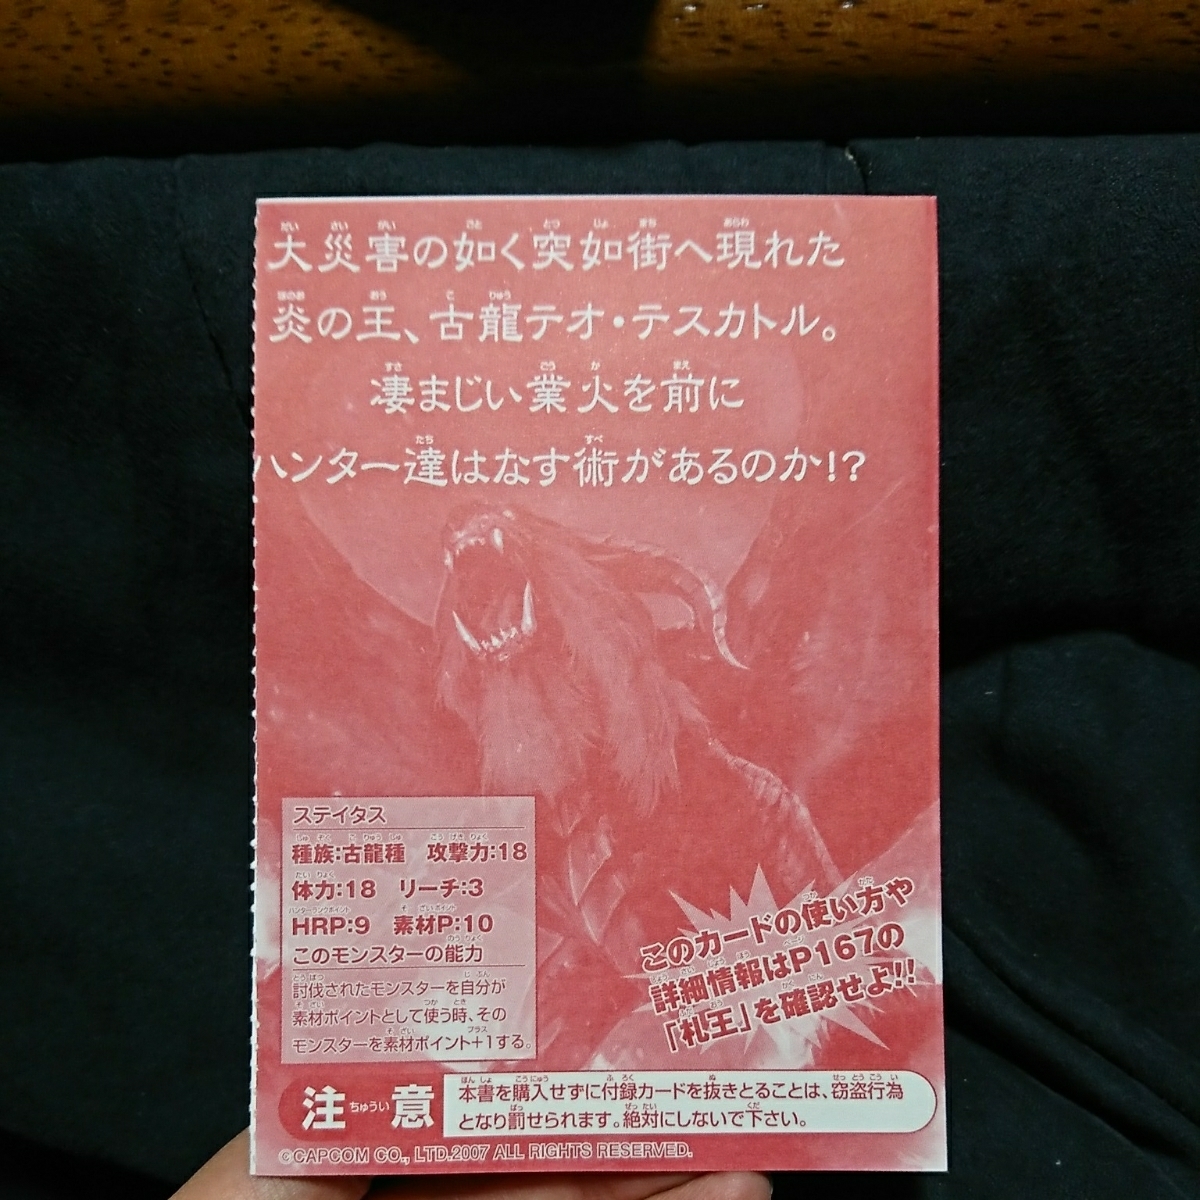 大災害の如く突如街へ現れた
炎の王、古龍テオ・テスカトル。
凄まじい業火を前に
ハンター達はなす術があるのか!?
ステイタス
種族:古龍種 攻撃力:18
体力:18 リーチ:3
HRP:9 素材P:10
このモンスターの能力
討伐されたモンスターを自分が
素材ポイントとして使う時、その
モンスターを素材ポイント+1する。
このカードの使い方や
詳細情報はP167の
「札王」を確認せよ!!
注意 ちゅうい
本書を購入せずに付録カードを抜きとることは、窃盗行為
となり罰せられます。絶対にしないで下さい。
©CAPCOM CO., LTD.2007 ALL RIGHTS RESERVED.